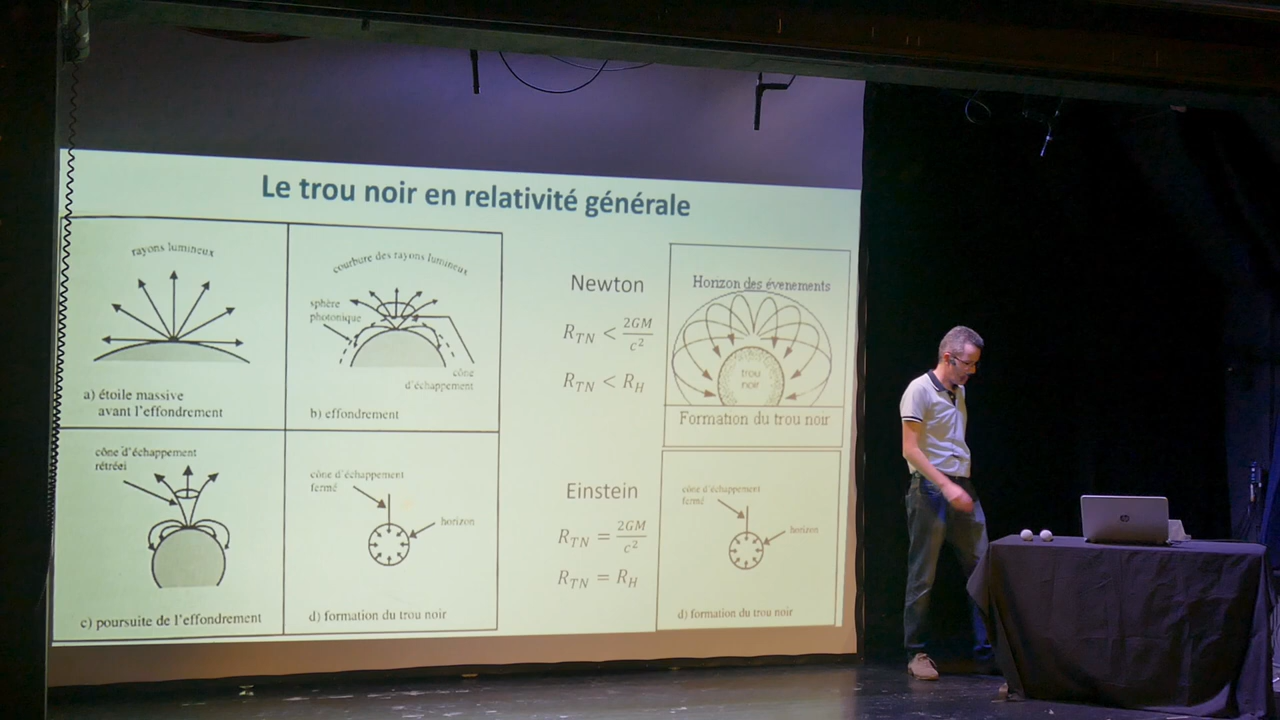 Le trou noir en relativité générale
rayons lumineux
a) étoile massive
avant l'effondrement
courbure des rayons lumineux
sphère
photonique
cône
d'échappement
b) effondrement
cône d'échappement
rétréci
c) poursuite de l'effondrement
cône d'échappement
fermé
horizon
d) formation du trou noir
Newton
R_TN < 2GM/c²
R_TN < R_H
Einstein
R_TN = 2GM/c²
R_TN = R_H
Horizon des évenements
trou
noir
Formation du trou noir
cône d'échappement
fermé
horizon
d) formation du trou noir
hp